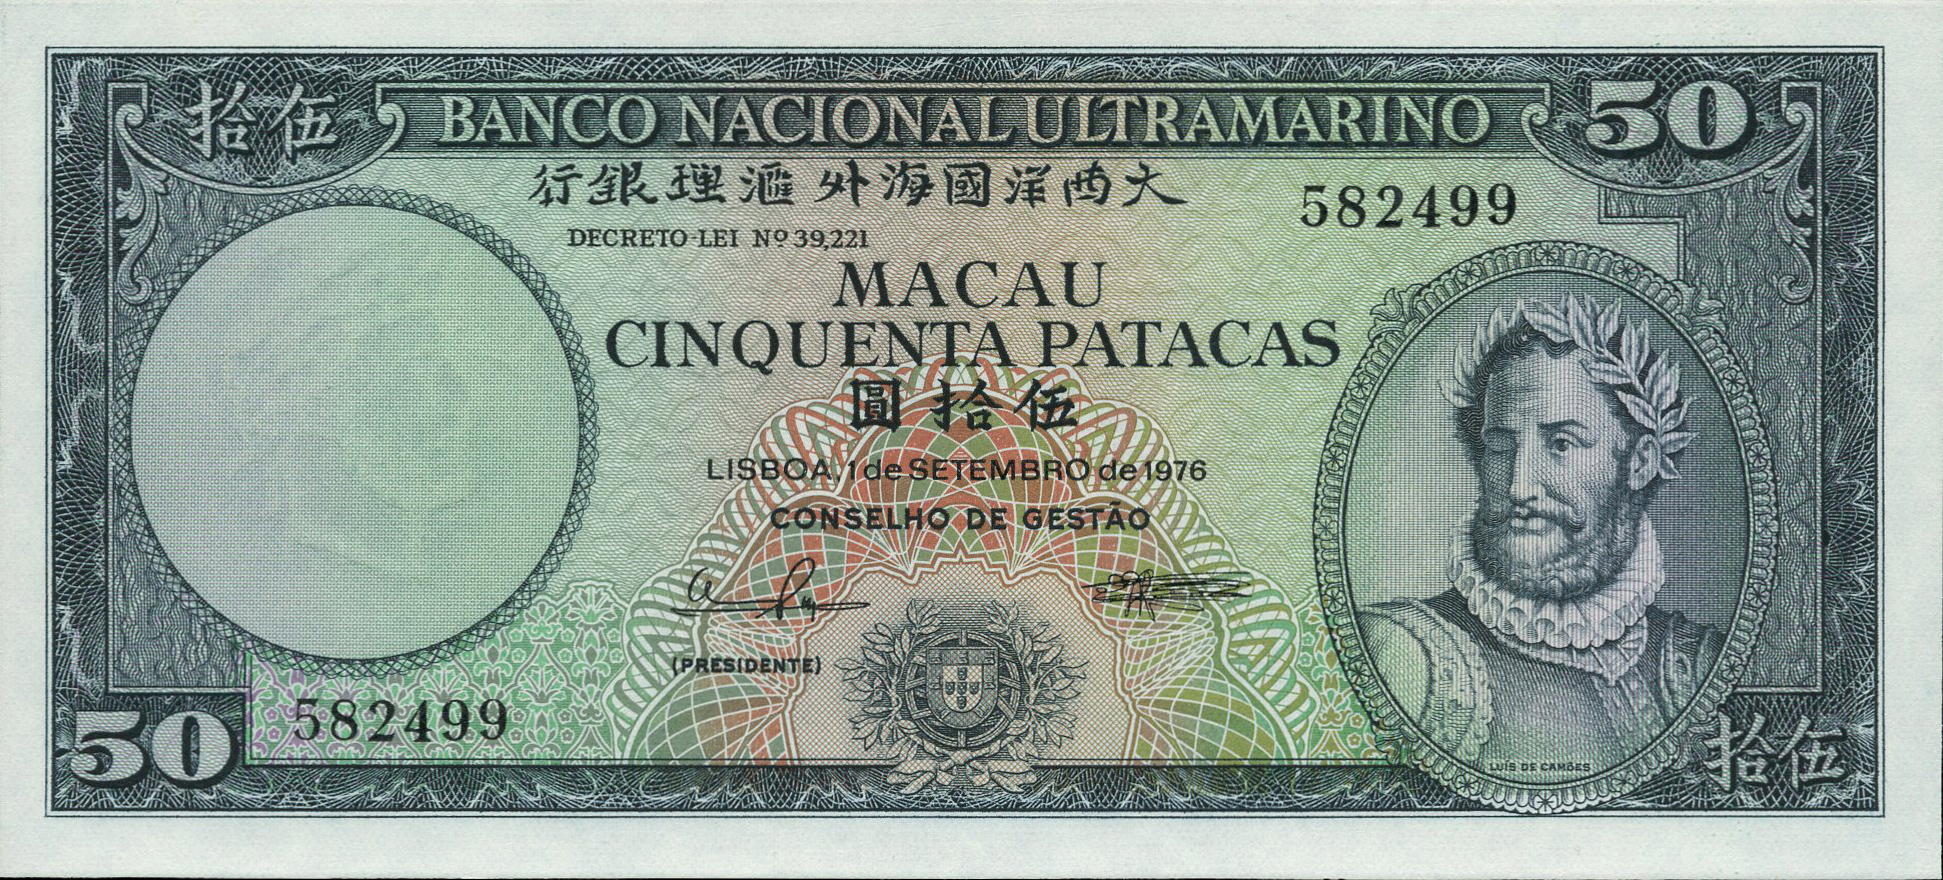 伍拾
BANCO NACIONAL ULTRAMARINO
50
大西洋國海外滙理銀行
582499
DECRETO-LEI Nº 39,221
MACAU
CINQUENTA PATACAS
伍拾圓
LISBOA, 1 de SETEMBRO de 1976
CONSELHO DE GESTÃO
(PRESIDENTE)
582499
50
LUÍS DE CAMÕES
伍拾